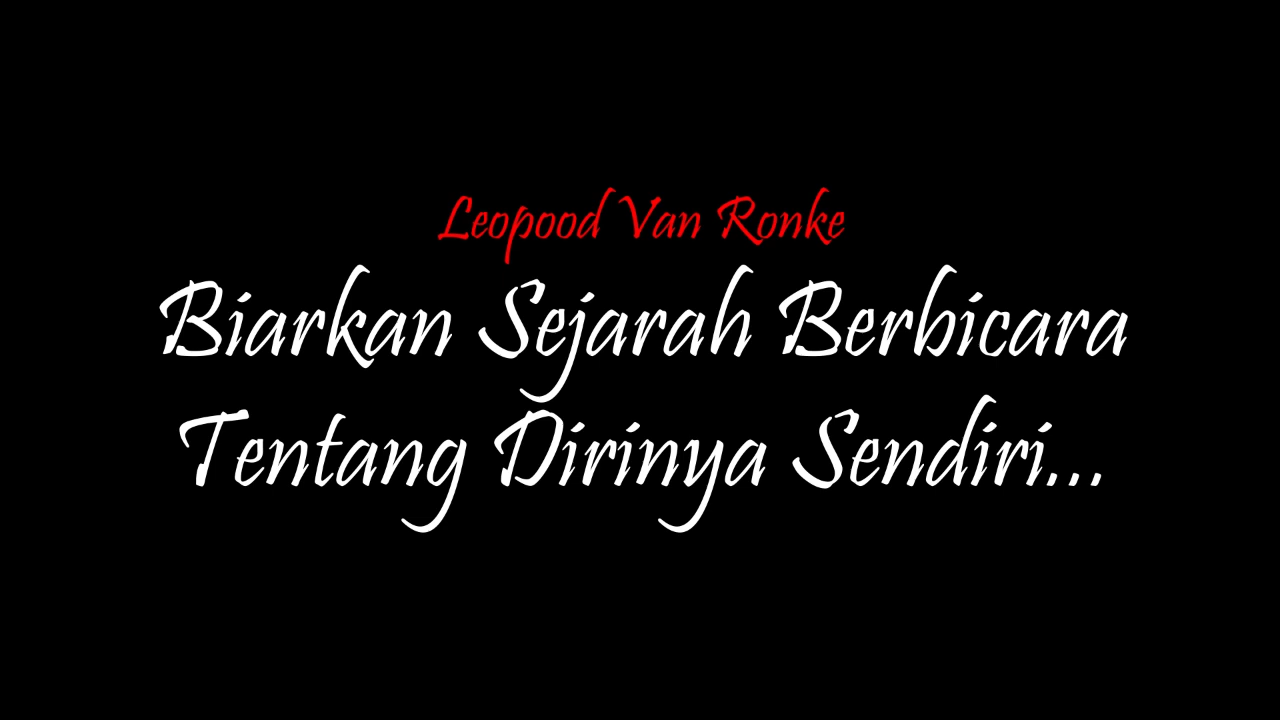 Leopood Van Ronke
Biarkan Sejarah Berbicara
Tentang Dirinya Sendiri...